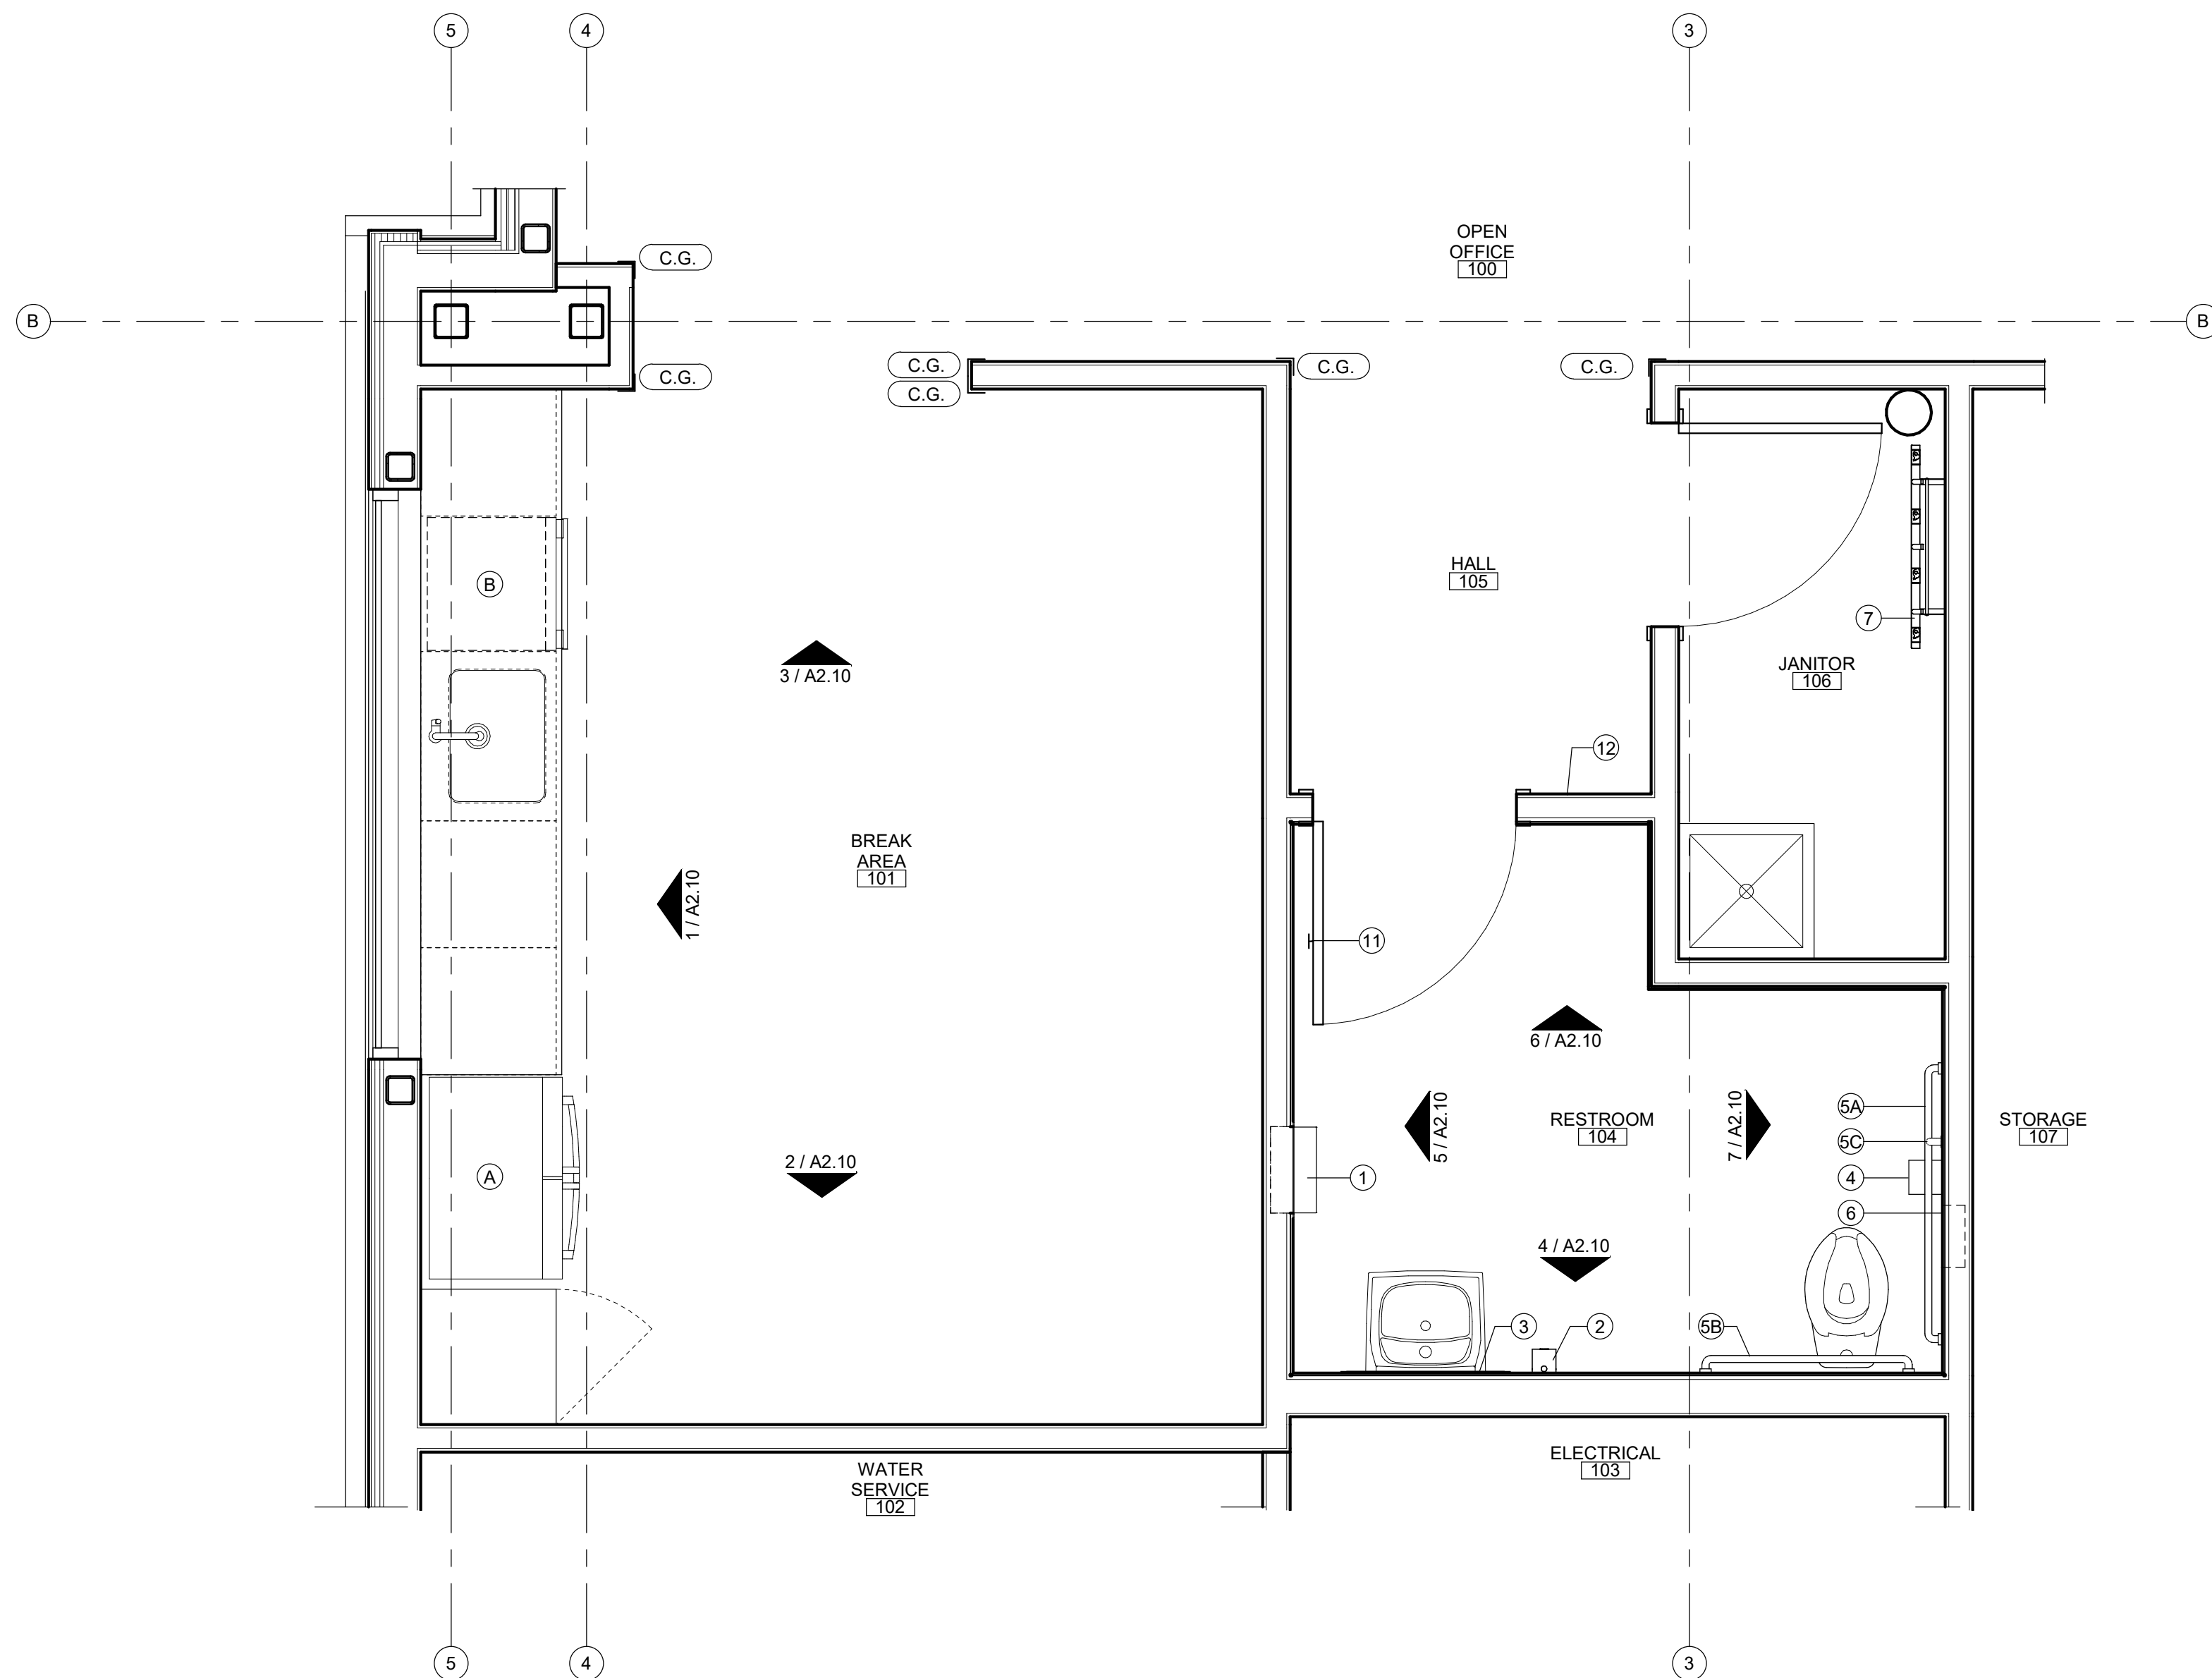 5
4
3
OPEN
OFFICE
100
C.G.
B
B
C.G.
C.G.
C.G.
C.G.
C.G.
HALL
105
B
7
3 / A2.10
JANITOR
106
12
BREAK
AREA
101
1 / A2.10
11
6 / A2.10
5 / A2.10
RESTROOM
104
7 / A2.10
5A
5C
4
6
STORAGE
107
A
2 / A2.10
1
4 / A2.10
3
2
5B
WATER
SERVICE
102
ELECTRICAL
103
5
4
3